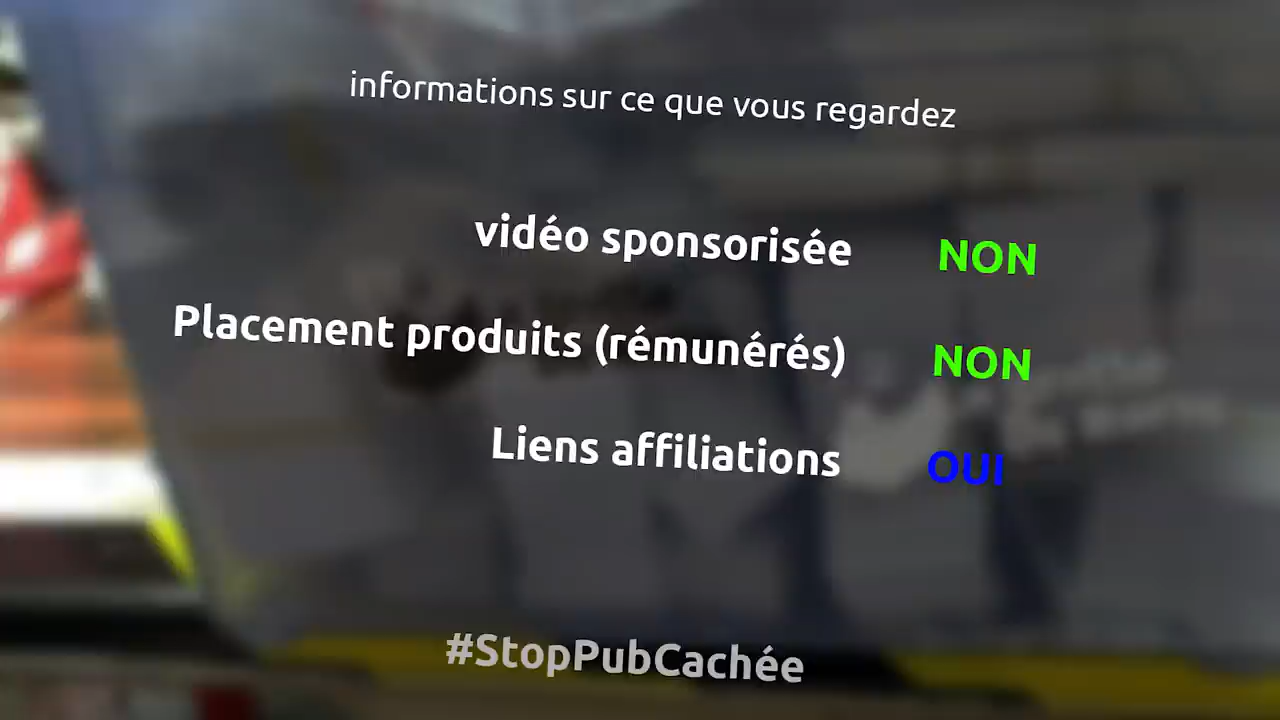 informations sur ce que vous regardez
vidéo sponsorisée NON
Placement produits (rémunérés) NON
Liens affiliations OUI
#StopPubCachée